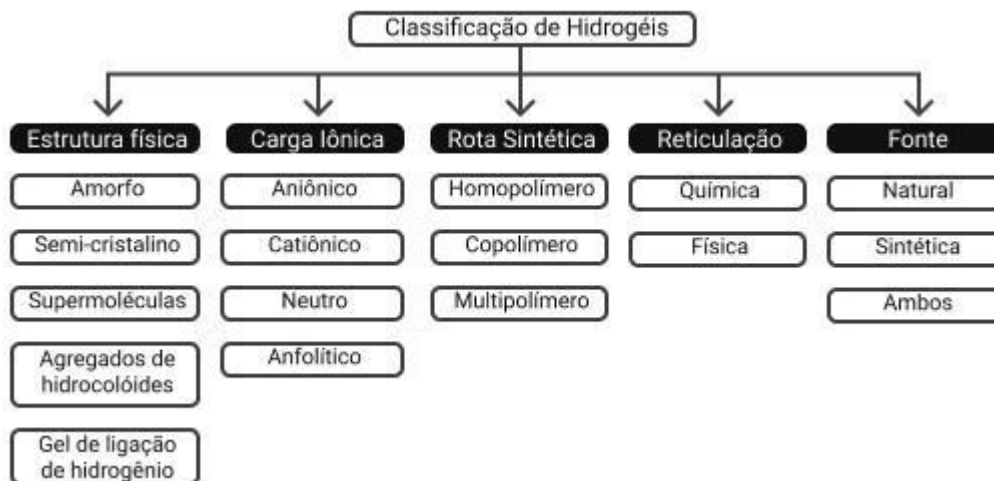 Classificação de Hidrogéis
Estrutura física
Amorfo
Semi-cristalino
Supermoléculas
Agregados de
hidrocolóides
Gel de ligação
de hidrogênio
Carga Iônica
Aniônico
Catiônico
Neutro
Anfolítico
Rota Sintética
Homopolímero
Copolímero
Multipolímero
Reticulação
Química
Física
Fonte
Natural
Sintética
Ambos